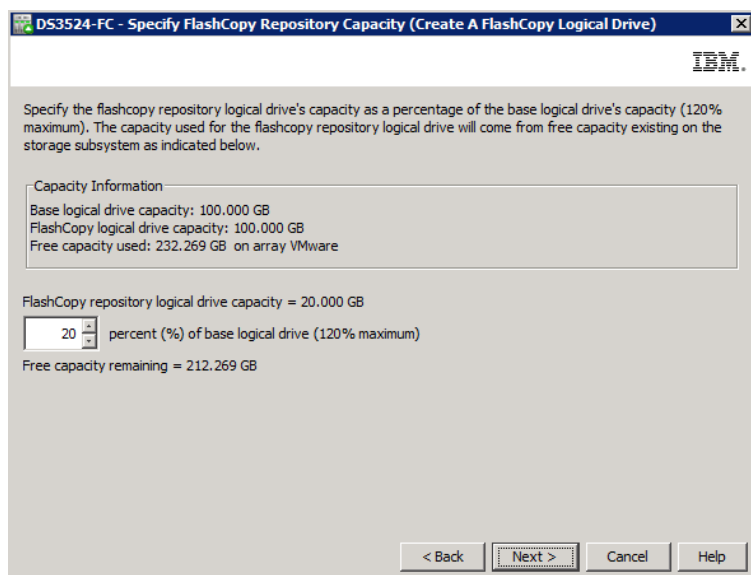 DS3524-FC - Specify FlashCopy Repository Capacity (Create A FlashCopy Logical Drive)
IBM.
Specify the flashcopy repository logical drive's capacity as a percentage of the base logical drive's capacity (120%
maximum). The capacity used for the flashcopy repository logical drive will come from free capacity existing on the
storage subsystem as indicated below.
Capacity Information
Base logical drive capacity: 100.000 GB
FlashCopy logical drive capacity: 100.000 GB
Free capacity used: 232.269 GB on array VMware
FlashCopy repository logical drive capacity = 20.000 GB
20 percent (%) of base logical drive (120% maximum)
Free capacity remaining = 212.269 GB
< Back Next > Cancel Help